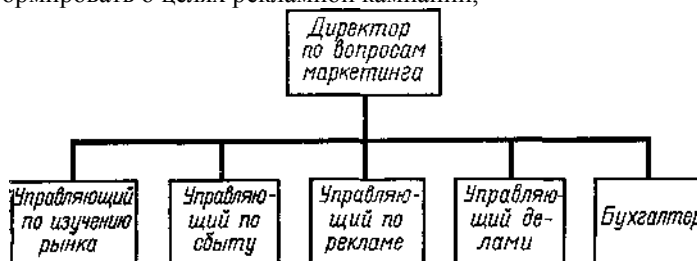 ормировать о целях рекламной кампании;
Директор
по вопросам
маркетинга
Управляющий
по изучению
рынка
Управляю-
щий по
сбыту
Управляю-
щий по
рекламе
Управляю-
щий де-
лами
Бухгалтер